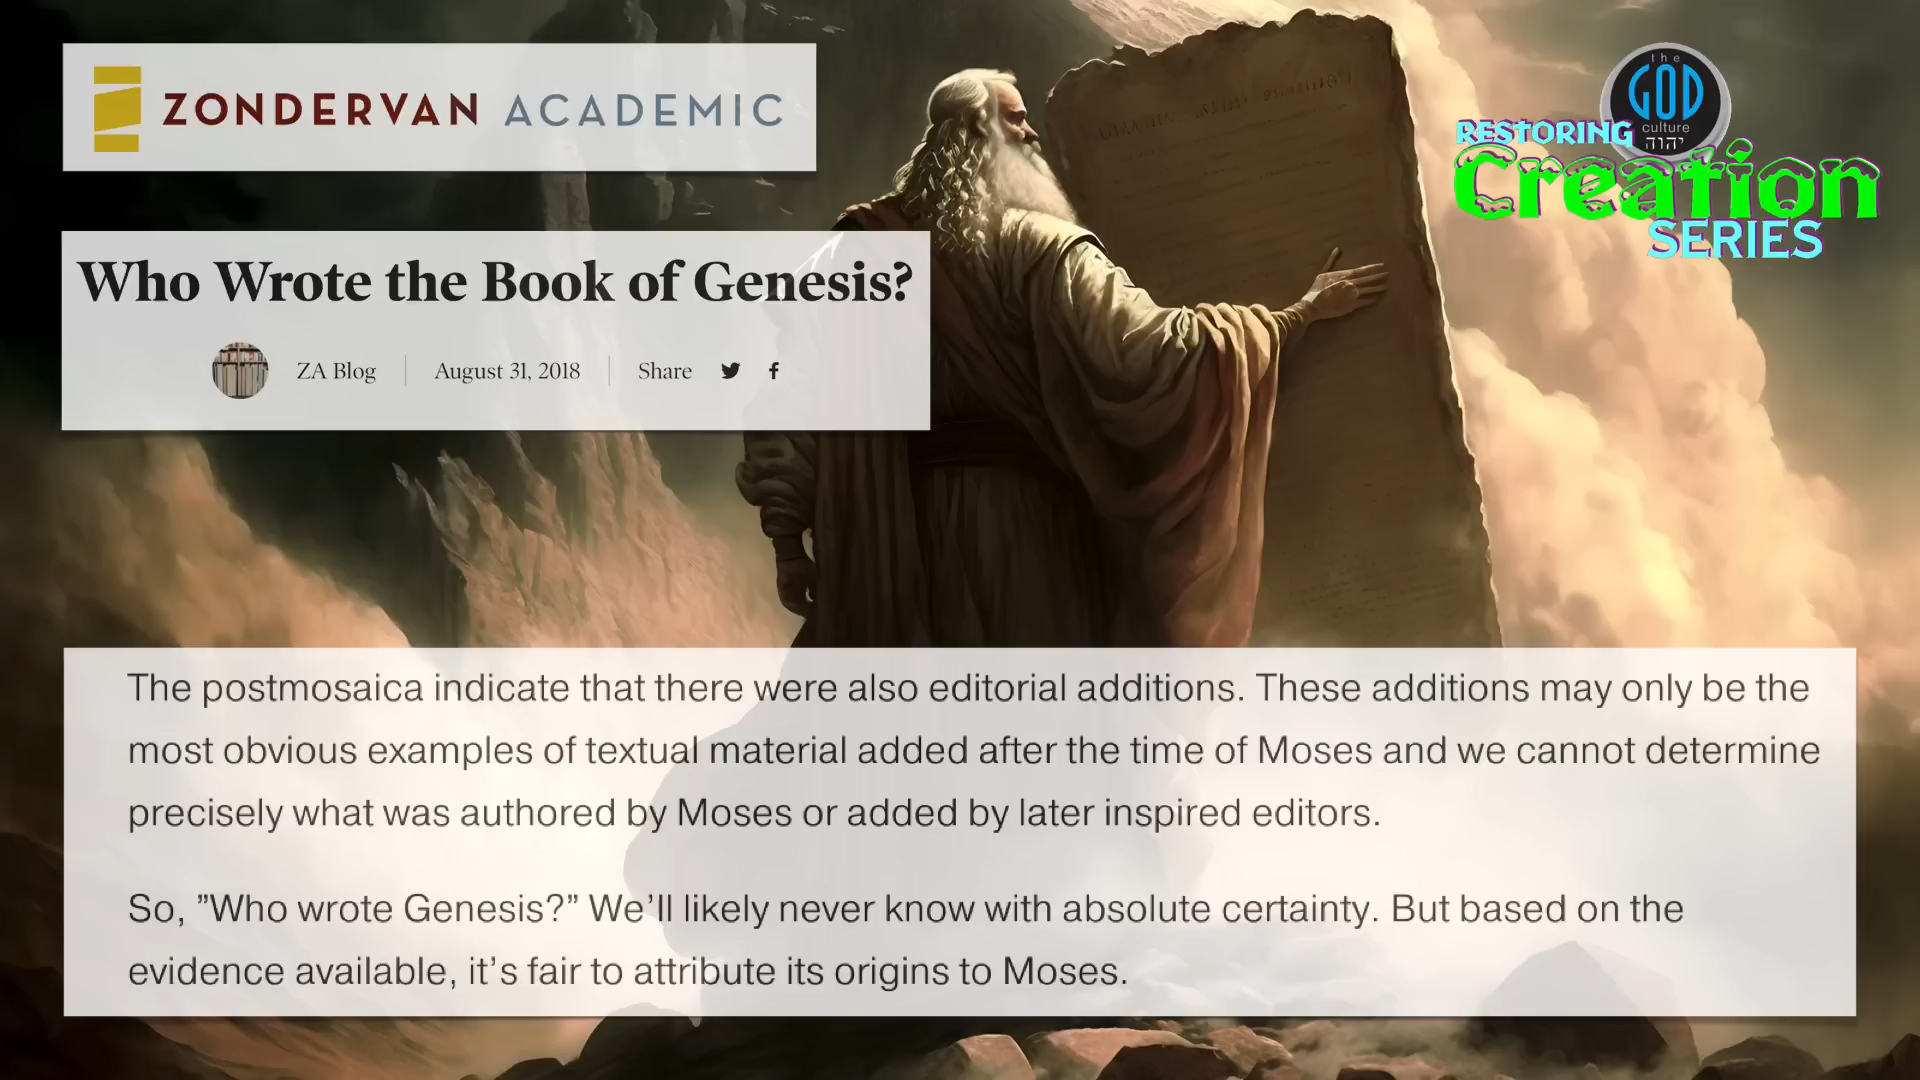 ZONDERVAN ACADEMIC
the
GOD
culture
יהוה
RESTORING
Creation
SERIES
Who Wrote the Book of Genesis?
ZA Blog August 31, 2018 Share
The postmosaica indicate that there were also editorial additions. These additions may only be the
most obvious examples of textual material added after the time of Moses and we cannot determine
precisely what was authored by Moses or added by later inspired editors.
So, ”Who wrote Genesis?” We’ll likely never know with absolute certainty. But based on the
evidence available, it’s fair to attribute its origins to Moses.